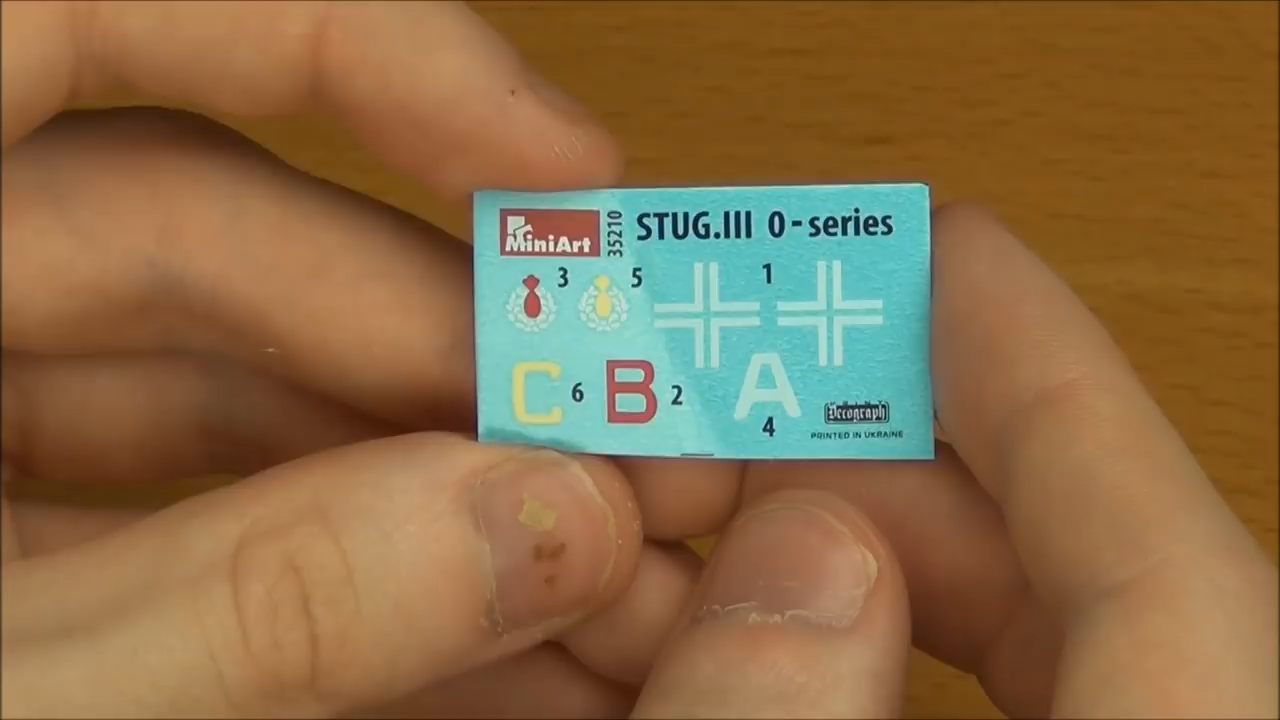 MiniArt
35210
STUG.III 0-series
3
5
1
C
6
B
2
A
4
Decograph
PRINTED IN UKRAINE